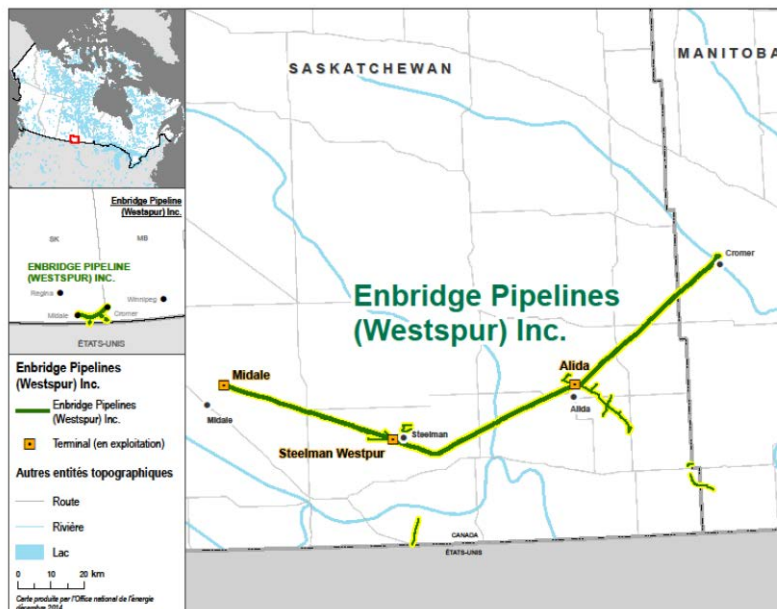 SASKATCHEWAN
MANITOBA
Enbridge Pipeline
(Westspur) Inc.
SK
MB
ENBRIDGE PIPELINE
(WESTSPUR) INC.
Regina
Winnipeg
Midale
Cromer
ÉTATS-UNIS
Enbridge Pipelines
(Westspur) Inc.
Enbridge Pipelines
(Westspur) Inc.
Terminal (en exploitation)
Autres entités topographiques
Route
Rivière
Lac
0 10 20 km
Carte produite par l'Office national de l'énergie
décembre 2014
Cromer
Enbridge Pipelines
(Westspur) Inc.
Midale
Midale
Alida
Alida
Steelman
Steelman Westpur
CANADA
ÉTATS-UNIS